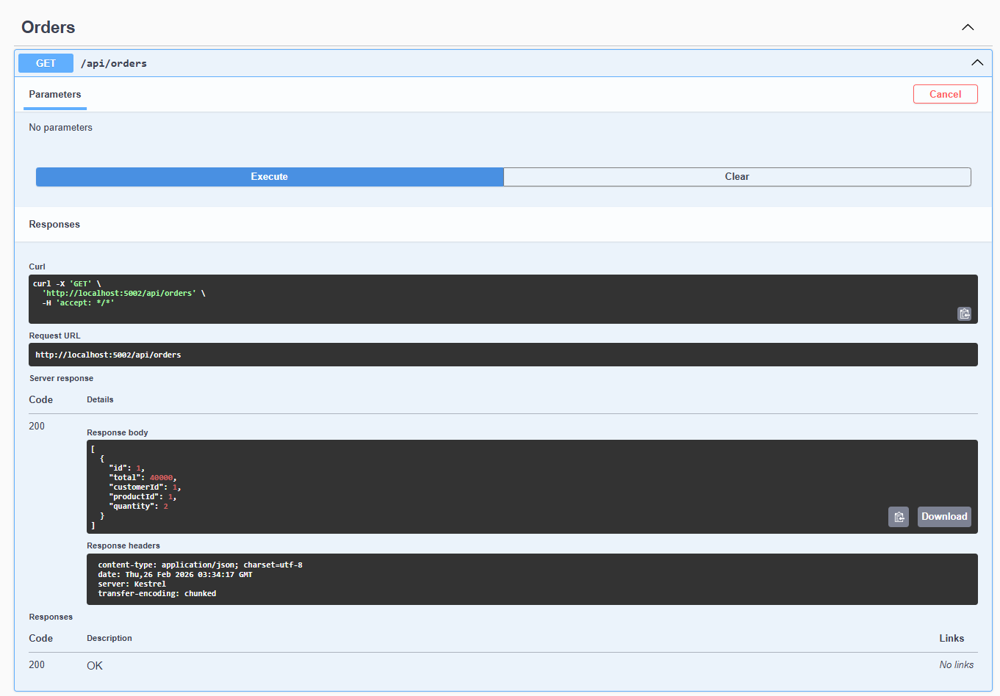 Orders
GET /api/orders
Parameters
Cancel
No parameters
Execute
Clear
Responses
Curl
curl -X 'GET' \
  'http://localhost:5002/api/orders' \
  -H 'accept: */*'
Request URL
http://localhost:5002/api/orders
Server response
Code Details
200
Response body
[
  {
    "id": 1,
    "total": 40000,
    "customerId": 1,
    "productId": 1,
    "quantity": 2
  }
]
Download
Response headers
content-type: application/json; charset=utf-8
date: Thu,26 Feb 2026 03:34:17 GMT
server: Kestrel
transfer-encoding: chunked
Responses
Code Description Links
200 OK No links